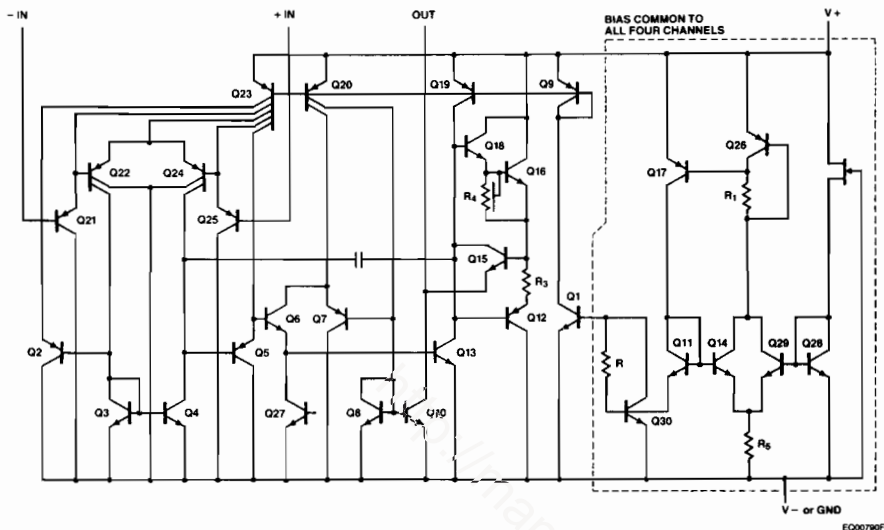 − IN
+ IN
OUT
BIAS COMMON TO
ALL FOUR CHANNELS
V+
Q23
Q20
Q19
Q9
Q18
Q16
Q17
Q26
Q22
Q24
R4
R1
Q21
Q25
Q15
R3
Q6
Q7
Q12
Q1
Q2
Q5
Q13
R
Q11
Q14
Q29
Q28
Q3
Q4
Q27
Q8
Q10
Q30
R5
V − or GND
EQ00790F